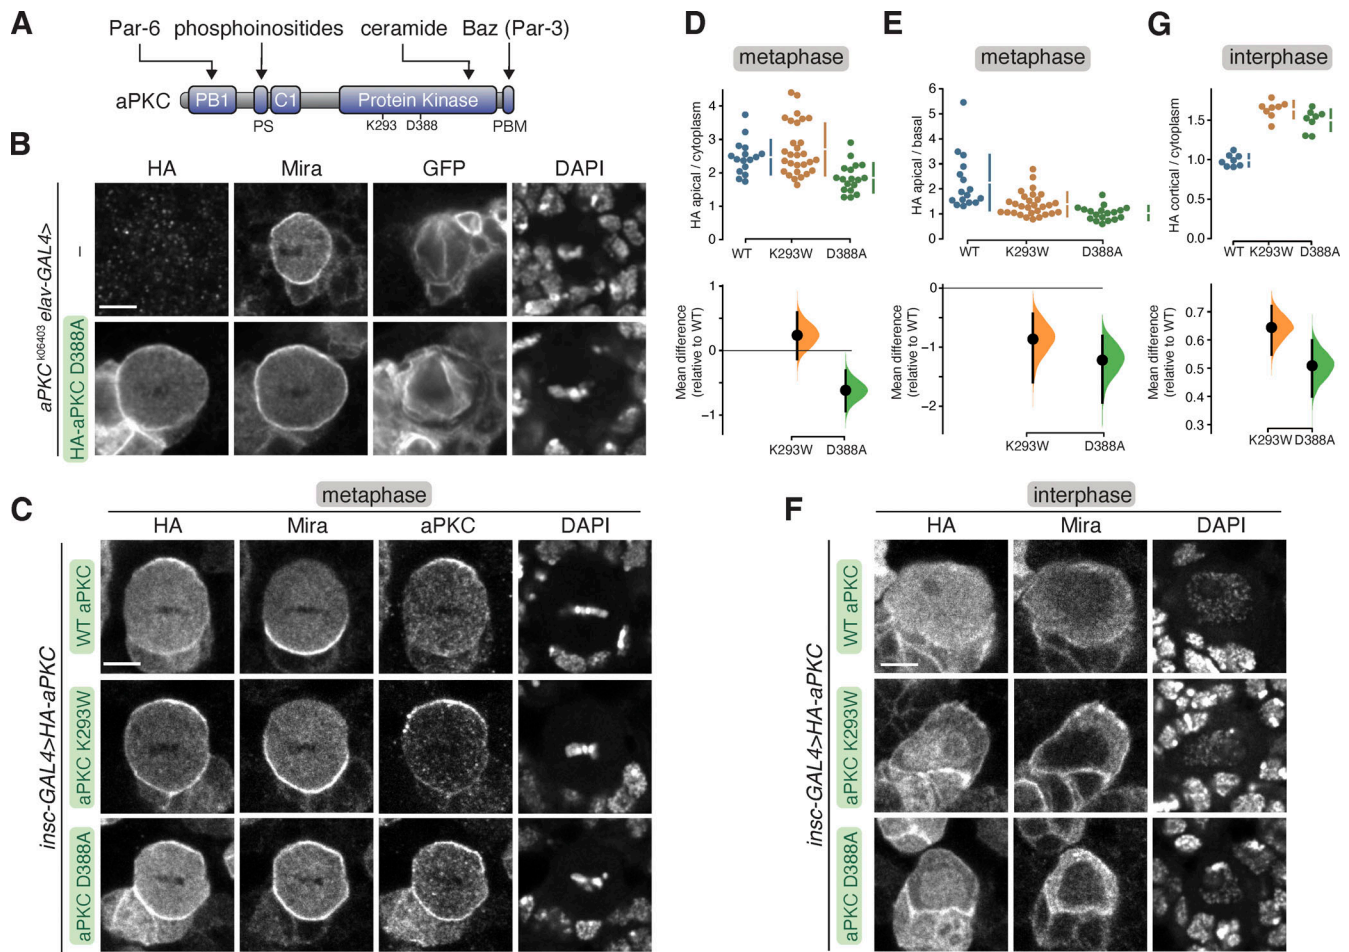 A
Par-6 phosphoinositides ceramide Baz (Par-3)
aPKC PB1 C1 Protein Kinase
PS K293 D388 PBM
B
HA Mira GFP DAPI
aPKC k06403 elav-GAL4>
–
HA-aPKC D388A
C
metaphase
HA Mira aPKC DAPI
insc-GAL4>HA-aPKC
WT aPKC
aPKC K293W
aPKC D388A
D
metaphase
HA apical / cytoplasm
4
3
2
1
0
WT K293W D388A
Mean difference
(relative to WT)
1
0
−1
K293W D388A
E
metaphase
HA apical / basal
6
5
4
3
2
1
0
WT K293W D388A
Mean difference
(relative to WT)
0
−1
−2
K293W D388A
G
interphase
HA cortical / cytoplasm
1.5
1.0
0.5
0.0
WT K293W D388A
Mean difference
(relative to WT)
0.7
0.6
0.5
0.4
0.3
K293W D388A
F
interphase
HA Mira DAPI
insc-GAL4>HA-aPKC
WT aPKC
aPKC K293W
aPKC D388A